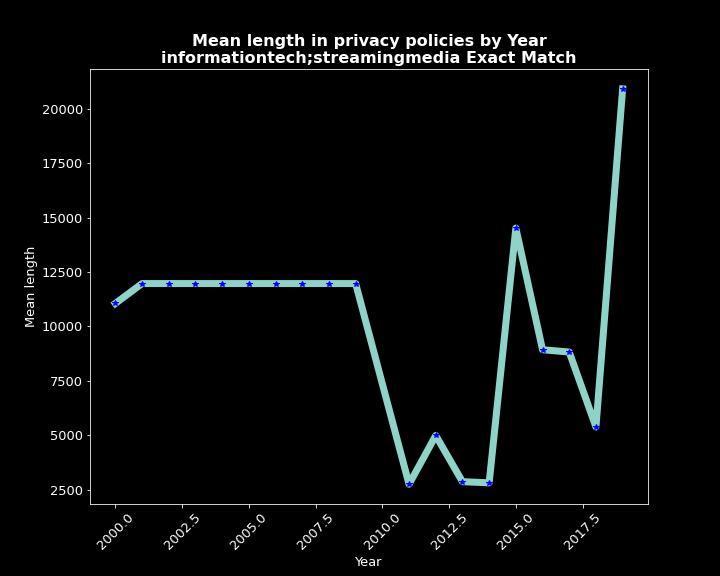 Mean length in privacy policies by Year
informationtech;streamingmedia Exact Match
20000
17500
15000
12500
10000
7500
5000
2500
Mean length
2000.0 2002.5 2005.0 2007.5 2010.0 2012.5 2015.0 2017.5
Year